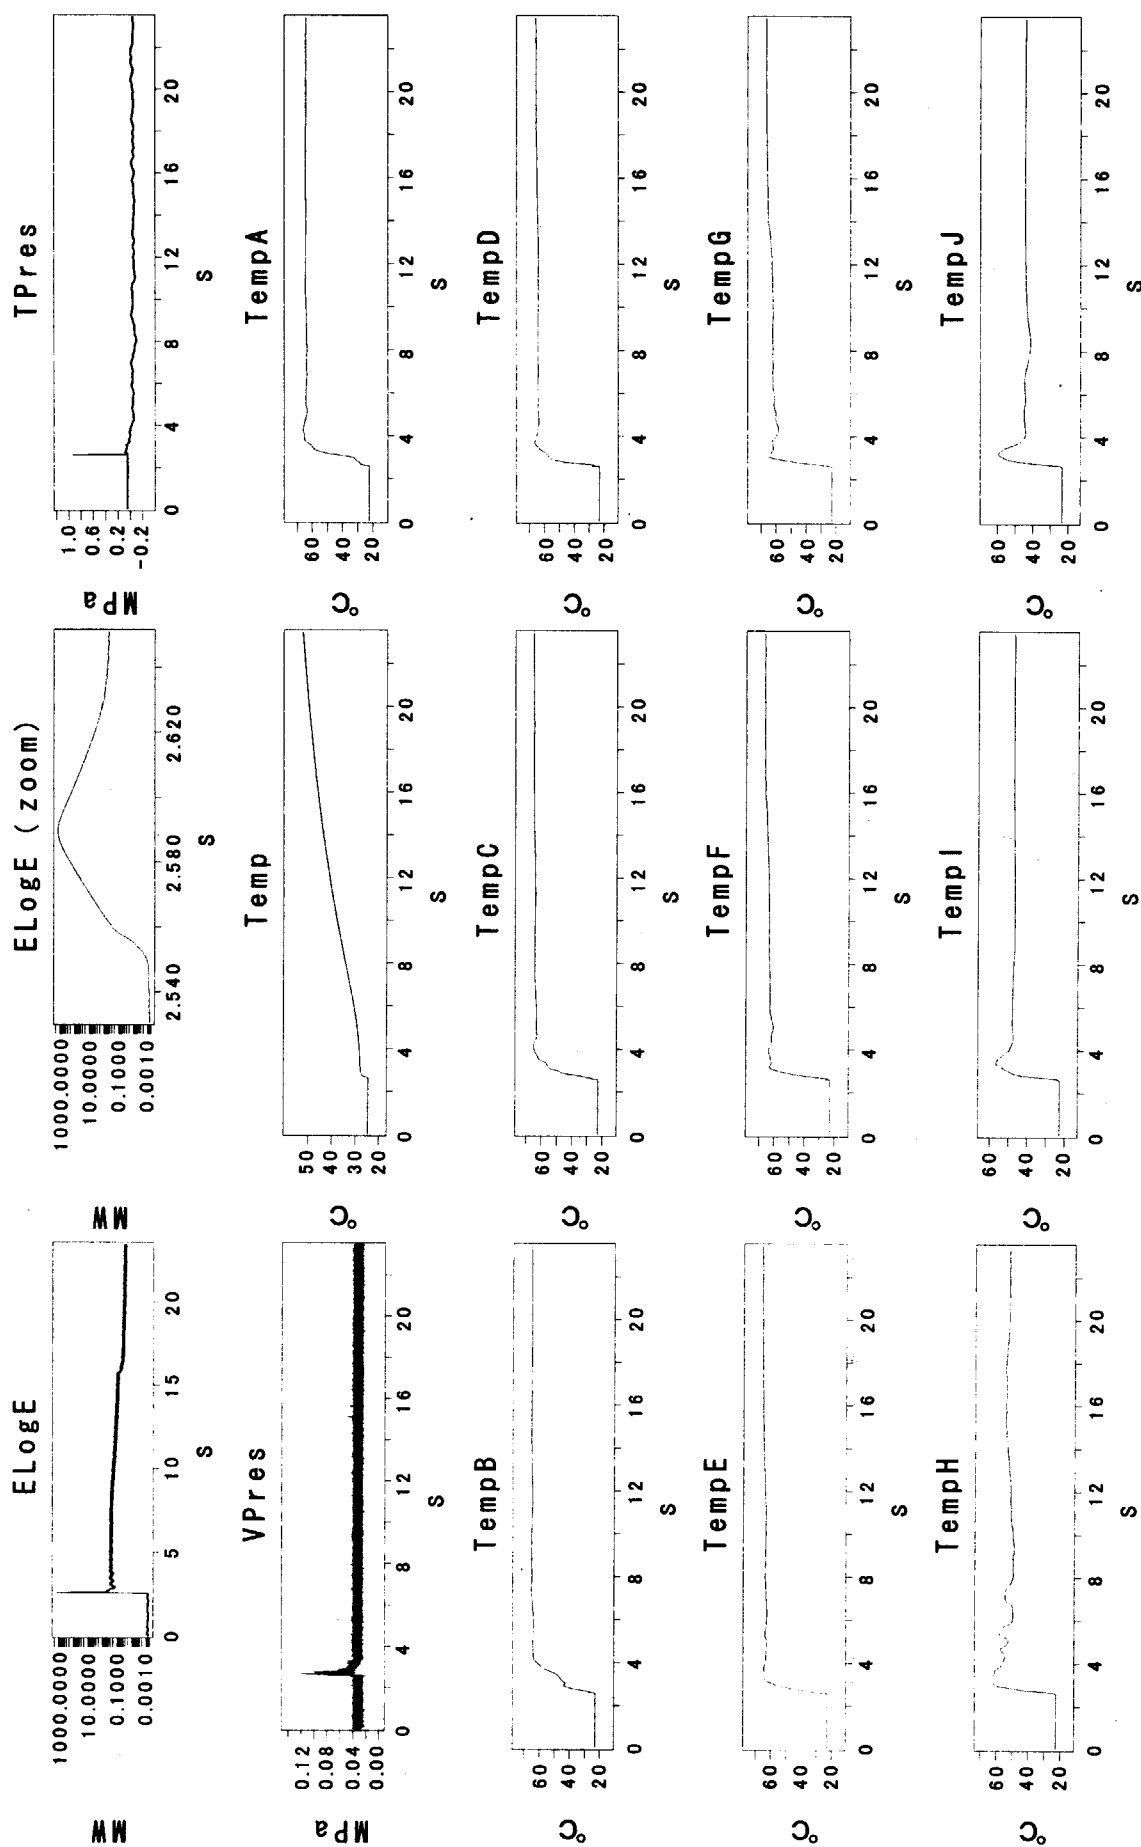 ELogE
MW
1000.0000
10.0000
0.1000
0.0010
0 5 10 15 20
S
ELogE (zoom)
MW
1000.0000
10.0000
0.1000
0.0010
2.540 2.580 2.620
S
TPres
MPa
1.0
0.6
0.2
-0.2
0 4 8 12 16 20
S
VPres
MPa
0.12
0.08
0.04
0.00
0 4 8 12 16 20
S
Temp
°C
50
40
30
20
0 4 8 12 16 20
S
TempA
°C
60
40
20
0 4 8 12 16 20
S
TempB
°C
60
40
20
0 4 8 12 16 20
S
TempC
°C
60
40
20
0 4 8 12 16 20
S
TempD
°C
60
40
20
0 4 8 12 16 20
S
TempE
°C
60
40
20
0 4 8 12 16 20
S
TempF
°C
60
40
20
0 4 8 12 16 20
S
TempG
°C
60
40
20
0 4 8 12 16 20
S
TempH
°C
60
40
20
0 4 8 12 16 20
S
TempI
°C
60
40
20
0 4 8 12 16 20
S
TempJ
°C
60
40
20
0 4 8 12 16 20
S